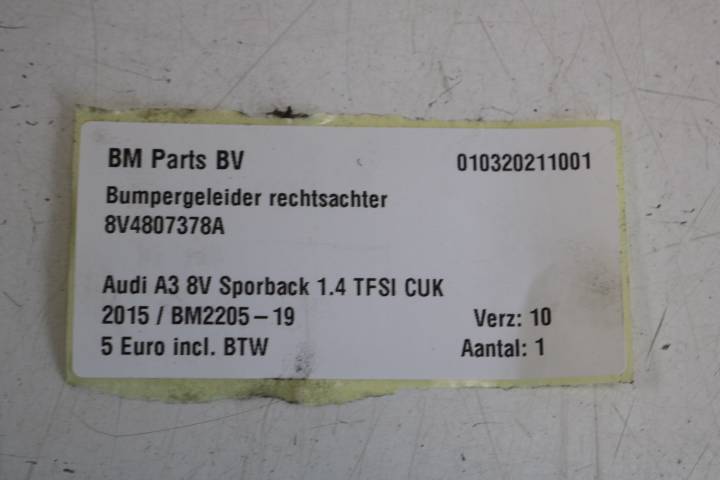 BM Parts BV 010320211001
Bumpergeleider rechtsachter
8V4807378A
Audi A3 8V Sporback 1.4 TFSI CUK
2015 / BM2205-19 Verz: 10
5 Euro incl. BTW Aantal: 1